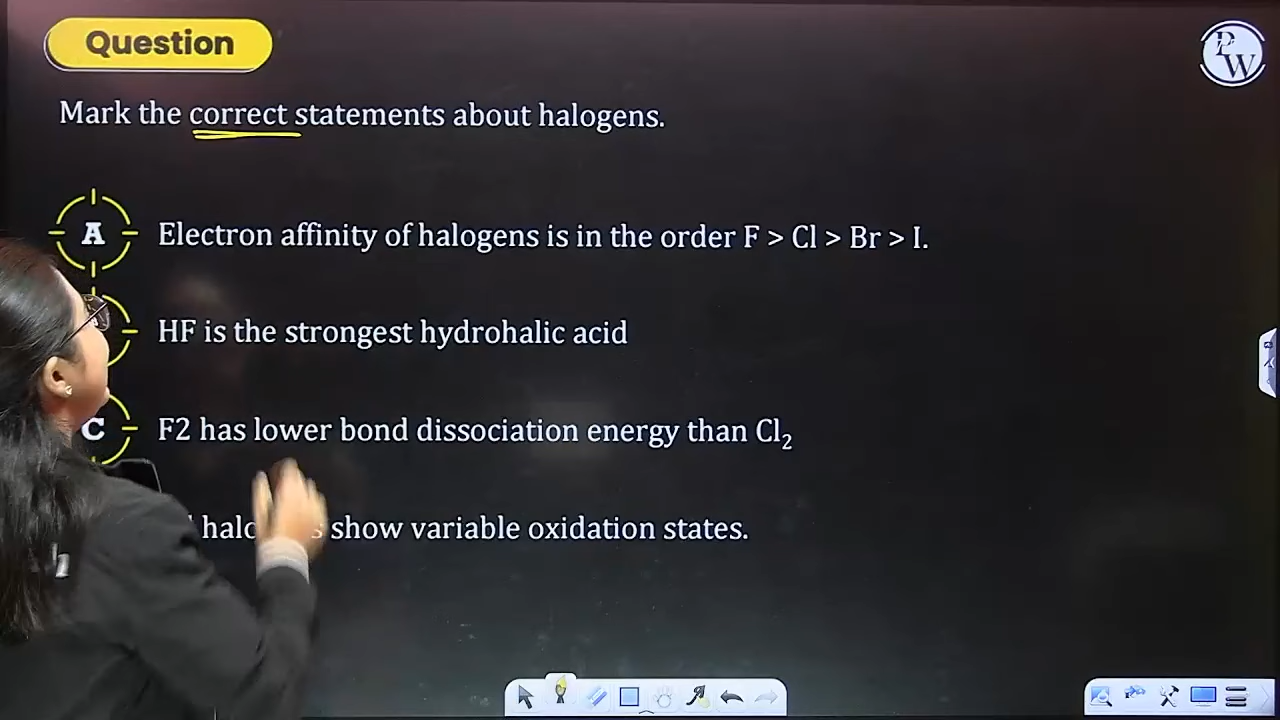 Question
PW
Mark the correct statements about halogens.
A Electron affinity of halogens is in the order F > Cl > Br > I.
HF is the strongest hydrohalic acid
C F2 has lower bond dissociation energy than Cl₂
show variable oxidation states.